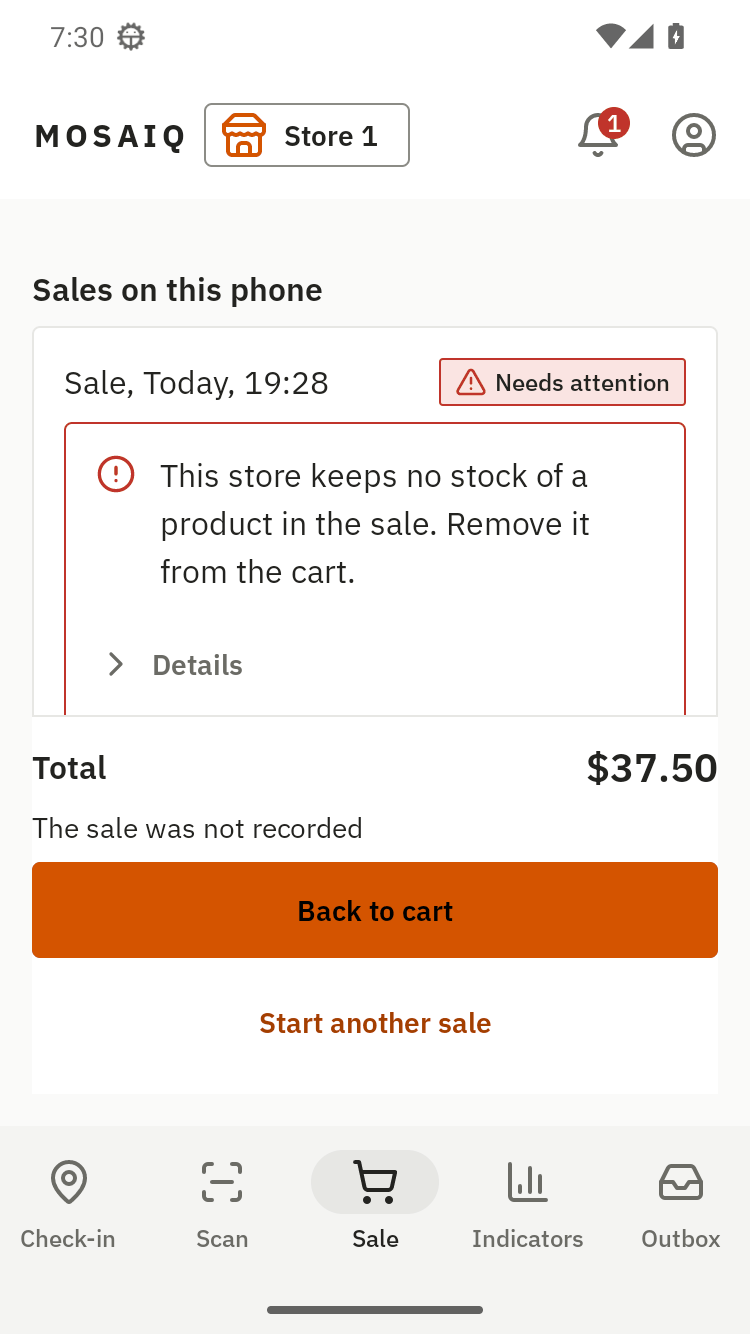 7:30
MOSAIQ
Store 1
1
Sales on this phone
Sale, Today, 19:28
Needs attention
This store keeps no stock of a
product in the sale. Remove it
from the cart.
Details
Total
$37.50
The sale was not recorded
Back to cart
Start another sale
Check-in
Scan
Sale
Indicators
Outbox